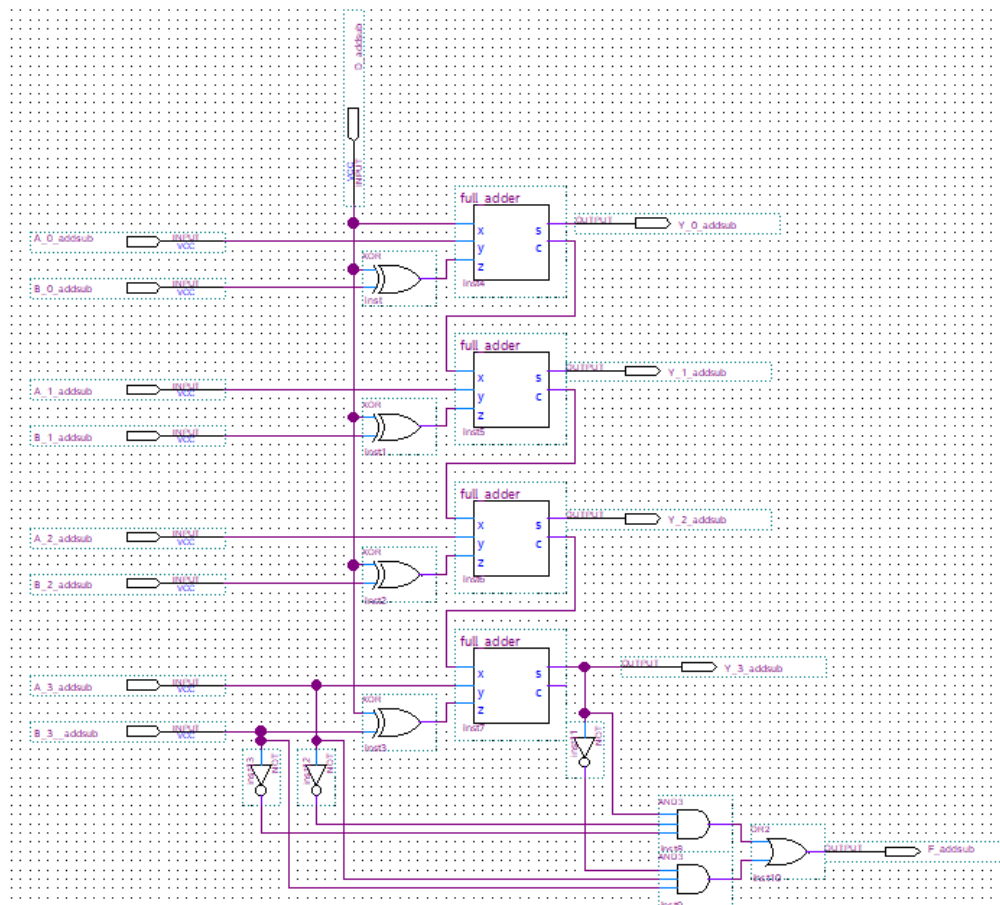 D_addsub
VCC
INPUT
full_adder
A_0_addsub
INPUT
VCC
x
y
z
s
c
OUTPUT
Y_0_addsub
XOR
B_0_addsub
INPUT
VCC
inst
inst4
full_adder
A_1_addsub
INPUT
VCC
x
y
z
s
c
OUTPUT
Y_1_addsub
XOR
B_1_addsub
INPUT
VCC
inst1
inst5
full_adder
A_2_addsub
INPUT
VCC
x
y
z
s
c
OUTPUT
Y_2_addsub
XOR
B_2_addsub
INPUT
VCC
inst2
inst6
full_adder
A_3_addsub
INPUT
VCC
x
y
z
s
c
OUTPUT
Y_3_addsub
XOR
B_3__addsub
INPUT
VCC
inst3
inst7
NOT
NOT
NOT
AND3
inst8
OR2
OUTPUT
F_addsub
AND3
inst10